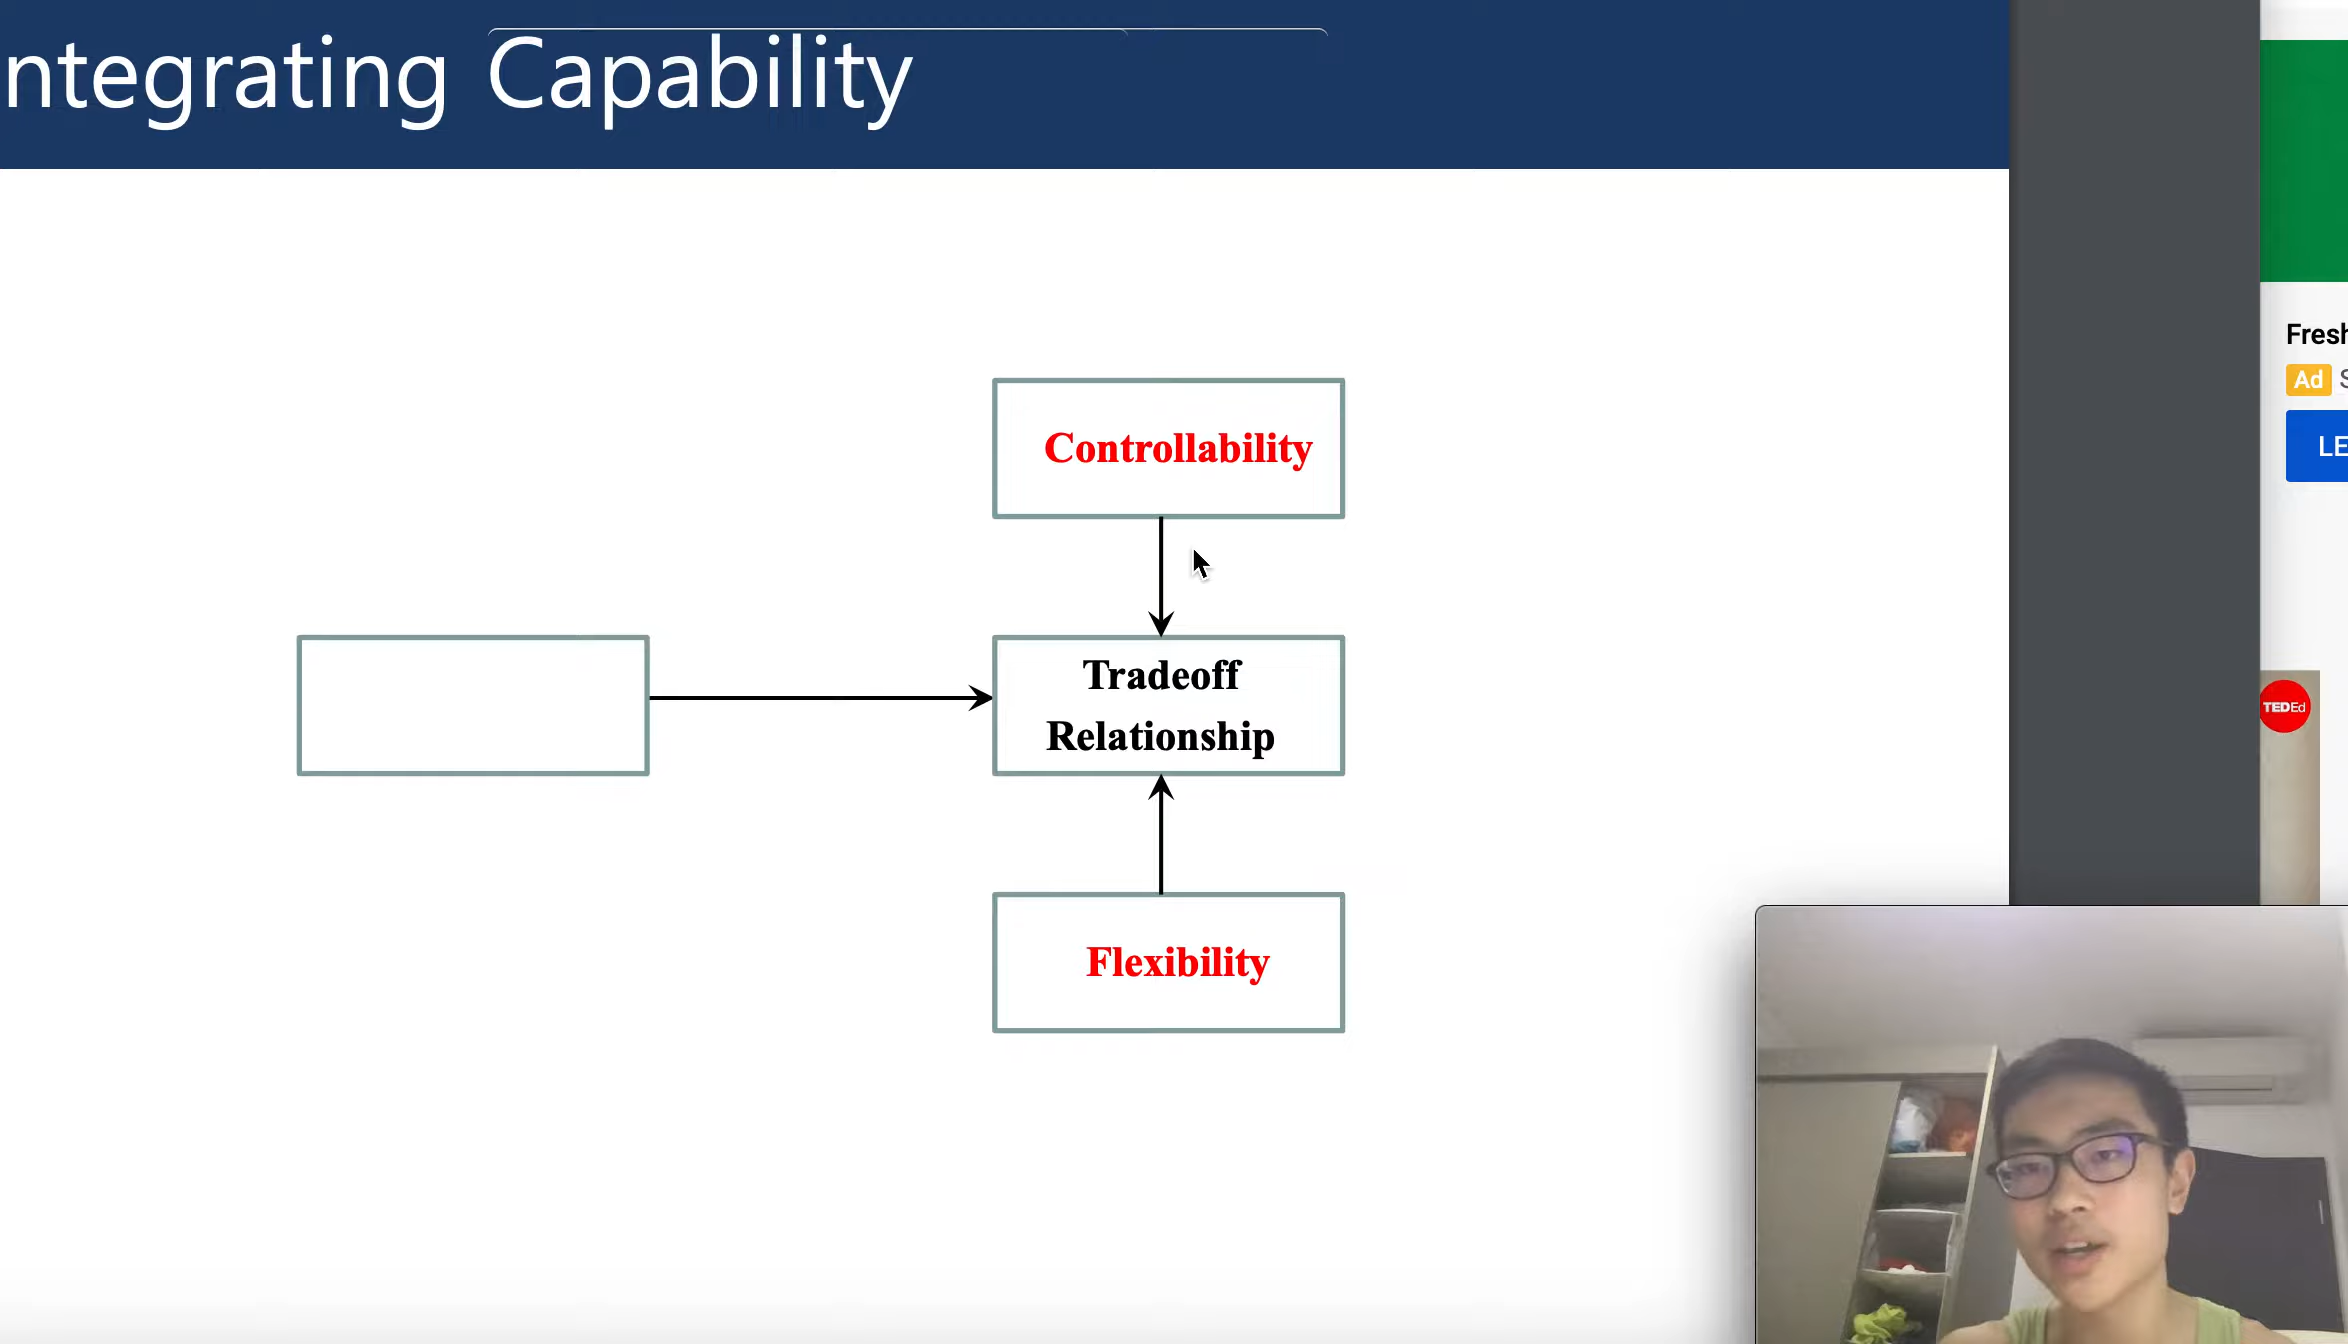 ntegrating Capability
Controllability
Tradeoff
Relationship
Flexibility
Fresh
Ad S
LE
TEDEd